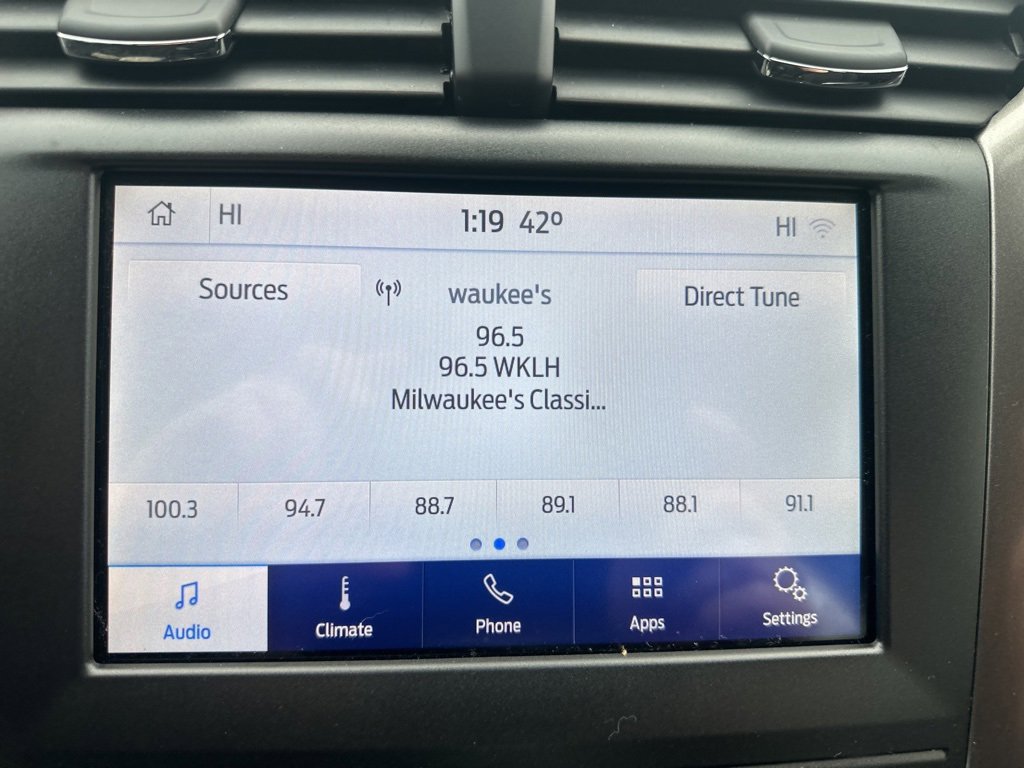 HI 1:19 42º HI
Sources waukee's Direct Tune
96.5
96.5 WKLH
Milwaukee's Classi...
100.3 94.7 88.7 89.1 88.1 91.1
Audio Climate Phone Apps Settings